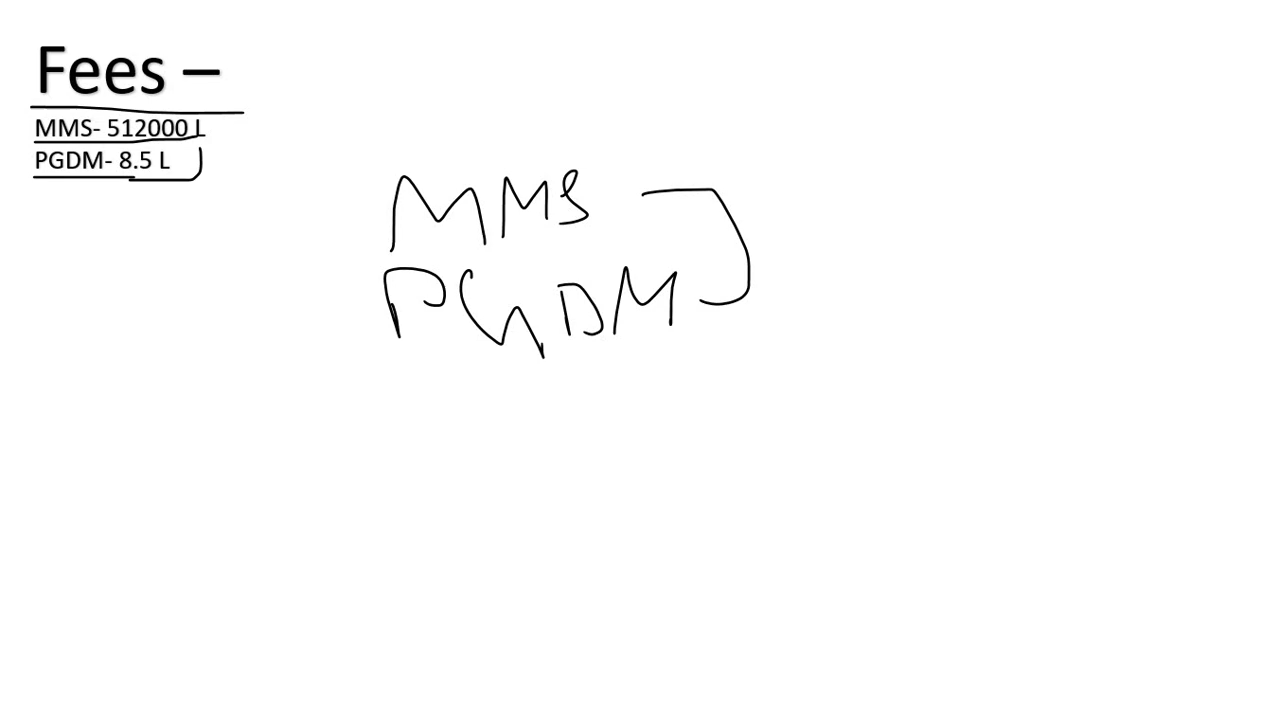 Fees –
MMS- 512000 L
PGDM- 8.5 L
MMS
PGDM